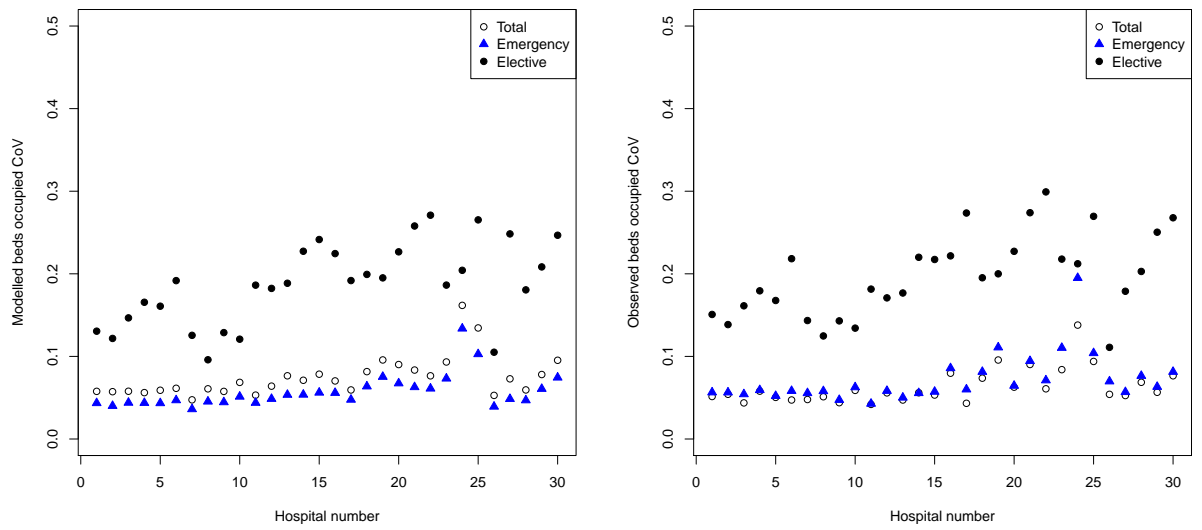 Modelled beds occupied CoV
0.5
0.4
0.3
0.2
0.1
0.0
Total
Emergency
Elective
0 5 10 15 20 25 30
Hospital number
Observed beds occupied CoV
0.5
0.4
0.3
0.2
0.1
0.0
Total
Emergency
Elective
0 5 10 15 20 25 30
Hospital number